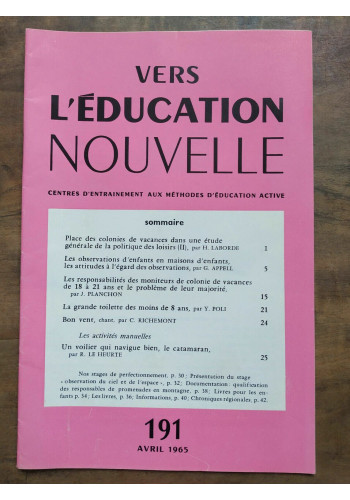 VERS
L'ÉDUCATION
NOUVELLE
CENTRES D'ENTRAINEMENT AUX MÉTHODES D'ÉDUCATION ACTIVE
sommaire
Place des colonies de vacances dans une étude
générale de la politique des loisirs (II), par H. LABORDE 1
Les observations d'enfants en maisons d'enfants,
les attitudes à l'égard des observations, par G. APPELL 5
Les responsabilités des moniteurs de colonie de vacances
de 18 à 21 ans et le problème de leur majorité,
par J. PLANCHON 15
La grande toilette des moins de 8 ans, par Y. POLI 21
Bon vent, chant, par C. RICHEMONT 24
Les activités manuelles
Un voilier qui navigue bien, le catamaran,
par R. LE HEURTE 25
Nos stages de perfectionnement, p. 30 ; Présentation du stage
« observation du ciel et de l'espace », p. 32 ; Documentation : qualification
des responsables de promenades en montagne, p. 38 ; Livres pour les en-
fants p. 34 ; Les livres, p. 36 ; Informations, p. 40 ; Chroniques régionales, p. 42.
191
AVRIL 1965